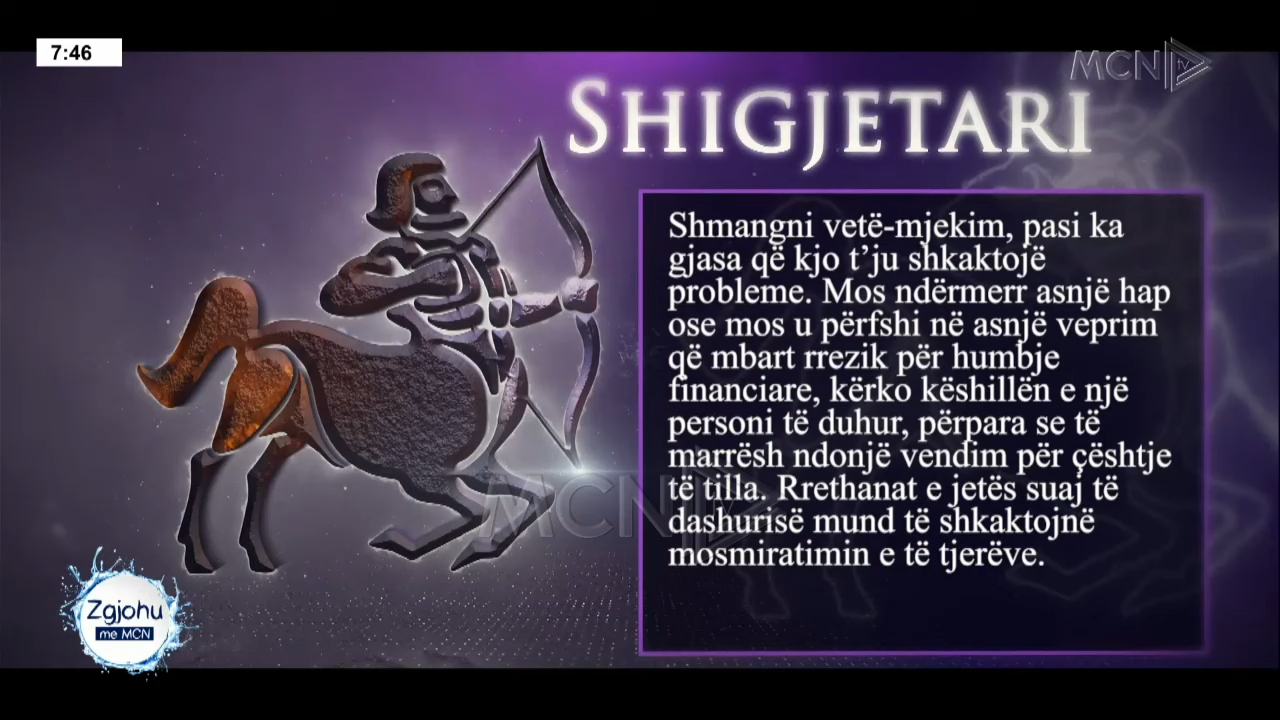 7:46
MCN TV
SHIGJETARI
Shmangni vetë-mjekim, pasi ka
gjasa që kjo t'ju shkaktojë
probleme. Mos ndërmerr asnjë hap
ose mos u përfshi në asnjë veprim
që mbart rrezik për humbje
financiare, kërko këshillën e një
personi të duhur, përpara se të
marrësh ndonjë vendim për çështje
të tilla. Rrethanat e jetës suaj të
dashurisë mund të shkaktojnë
mosmiratimin e të tjerëve.
MCN
Zgjohu
me MCN